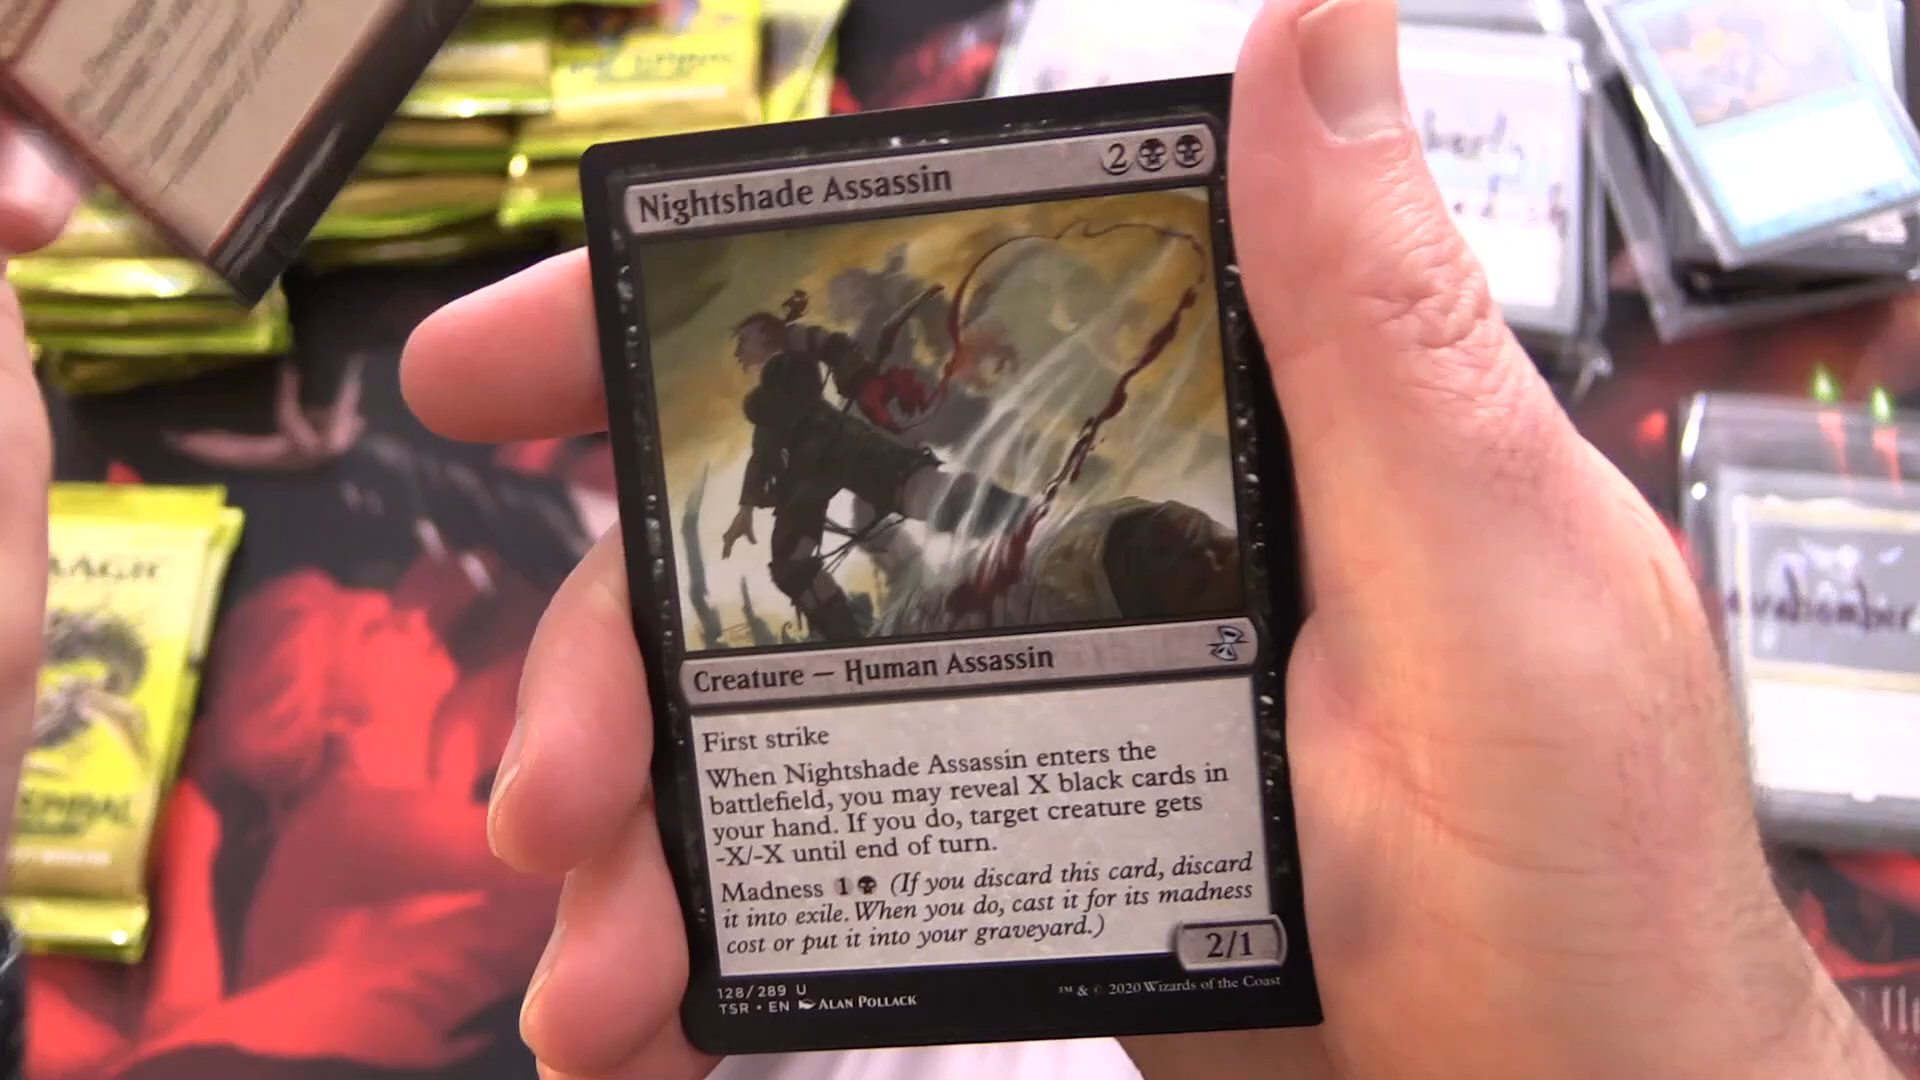 Nightshade Assassin
2
Creature — Human Assassin
First strike
When Nightshade Assassin enters the
battlefield, you may reveal X black cards in
your hand. If you do, target creature gets
-X/-X until end of turn.
Madness 1 (If you discard this card, discard
it into exile. When you do, cast it for its madness
cost or put it into your graveyard.)
2/1
128/289 U
TSR • EN ALAN POLLACK
™ & © 2020 Wizards of the Coast
MAGIC